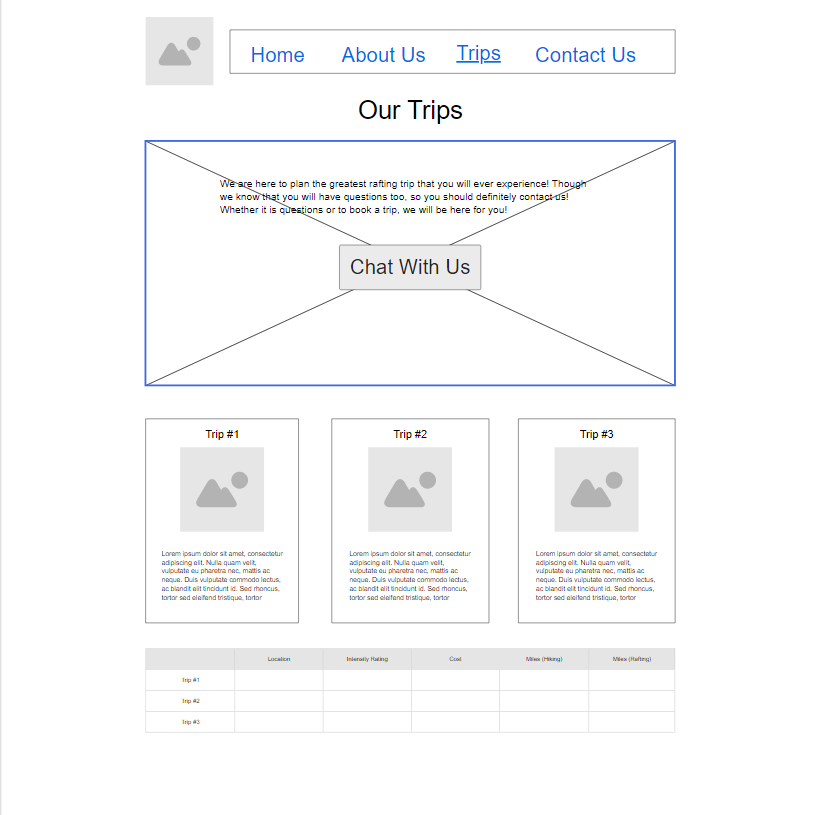 Home About Us Trips Contact Us
Our Trips
We are here to plan the greatest rafting trip that you will ever experience! Though
we know that you will have questions too, so you should definitely contact us!
Whether it is questions or to book a trip, we will be here for you!
Chat With Us
Trip #1
Lorem ipsum dolor sit amet, consectetur
adipiscing elit. Nulla quam velit,
vulputate eu pharetra nec, mattis ac
neque. Duis vulputate commodo lectus,
ac blandit elit tincidunt id. Sed rhoncus,
tortor sed eleifend tristique, tortor
Trip #2
Lorem ipsum dolor sit amet, consectetur
adipiscing elit. Nulla quam velit,
vulputate eu pharetra nec, mattis ac
neque. Duis vulputate commodo lectus,
ac blandit elit tincidunt id. Sed rhoncus,
tortor sed eleifend tristique, tortor
Trip #3
Lorem ipsum dolor sit amet, consectetur
adipiscing elit. Nulla quam velit,
vulputate eu pharetra nec, mattis ac
neque. Duis vulputate commodo lectus,
ac blandit elit tincidunt id. Sed rhoncus,
tortor sed eleifend tristique, tortor
Location Intensity Rating Cost Miles (Hiking) Miles (Rafting)
Trip #1
Trip #2
Trip #3